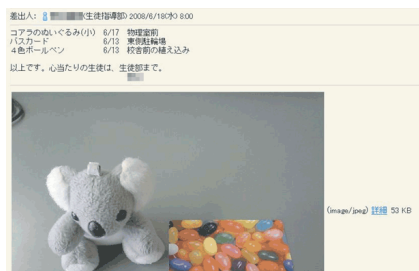 差出人: (生徒指導部) 2008/6/18(水) 8:00
コアラのぬいぐるみ(小) 6/17 物理室前
バスカード 6/13 東側駐輪場
4色ボールペン 6/13 校舎前の植え込み
以上です。心当たりの生徒は、生徒部まで。
(image/jpeg) 詳細 53 KB